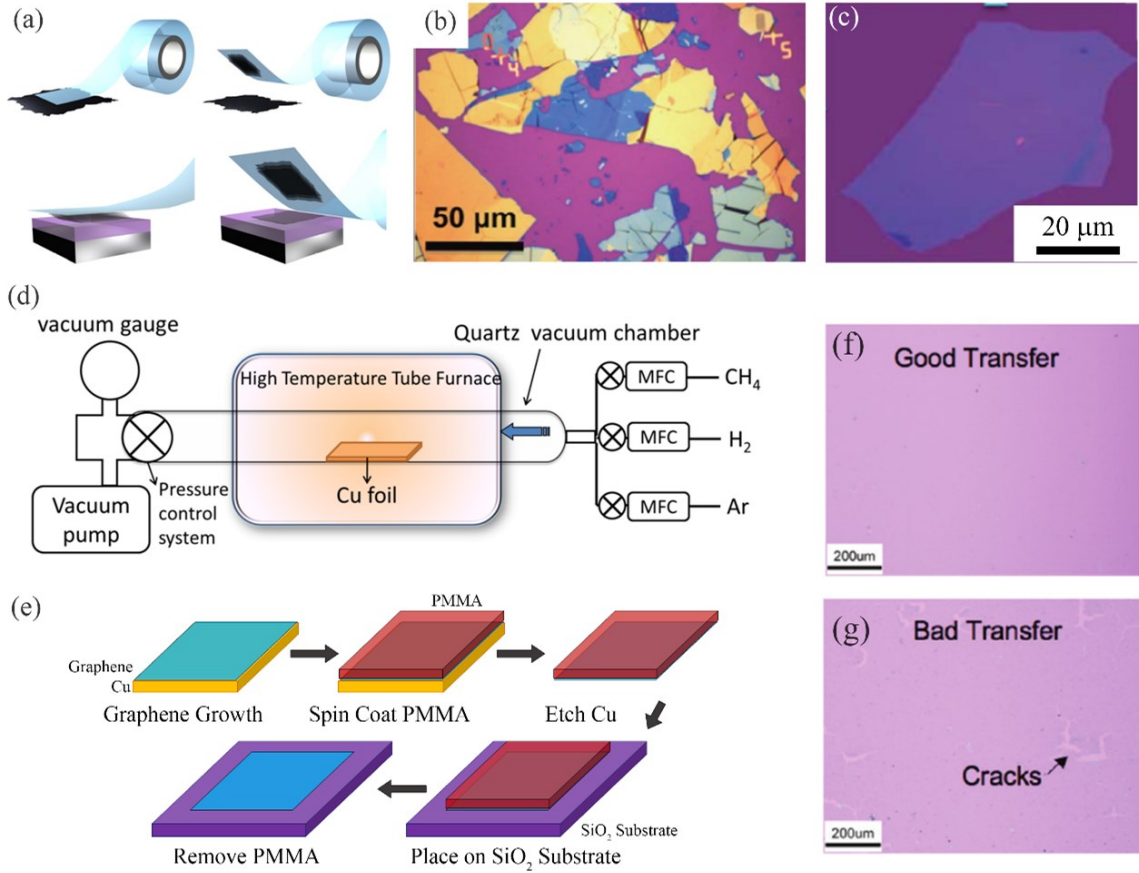 (a)
(b)
50 µm
(c)
20 µm
(d)
vacuum gauge
Quartz vacuum chamber
High Temperature Tube Furnace
MFC
CH₄
MFC
H₂
MFC
Ar
Cu foil
Vacuum
pump
Pressure
control
system
(e)
PMMA
Graphene
Cu
Graphene Growth
Spin Coat PMMA
Etch Cu
SiO₂ Substrate
Remove PMMA
Place on SiO₂ Substrate
(f)
Good Transfer
200um
(g)
Bad Transfer
Cracks
200um